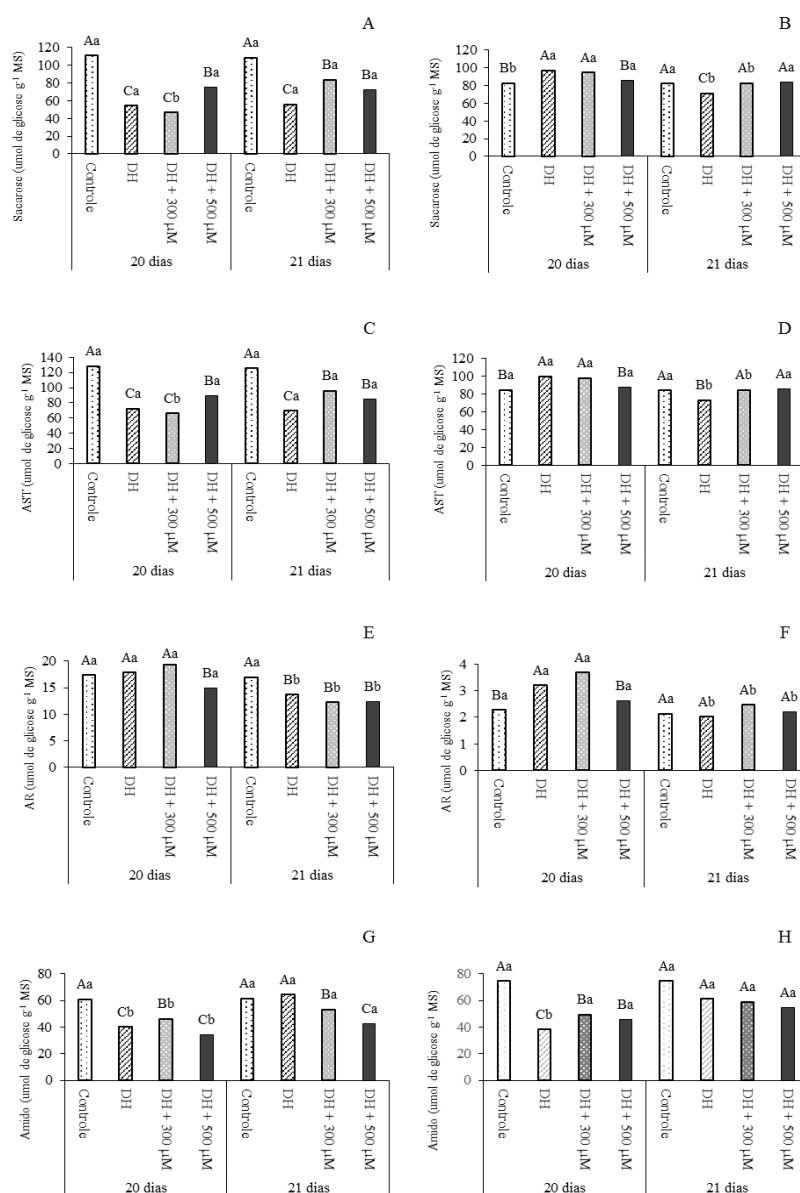 A
Sacarose (umol de glicose g-1 MS)
120
100
80
60
40
20
0
Aa
Ca
Cb
Ba
Aa
Ca
Ba
Ba
Controle
DH
DH + 300 µM
DH + 500 µM
Controle
DH
DH + 300 µM
DH + 500 µM
20 dias
21 dias
B
Sacarose (umol de glicose g-1 MS)
120
100
80
60
40
20
0
Bb
Aa
Aa
Ba
Aa
Cb
Ab
Aa
Controle
DH
DH + 300 µM
DH + 500 µM
Controle
DH
DH + 300 µM
DH + 500 µM
20 dias
21 dias
C
AST (umol de glicose g-1 MS)
140
120
100
80
60
40
20
0
Aa
Ca
Cb
Ba
Aa
Ca
Ba
Ba
Controle
DH
DH + 300 µM
DH + 500 µM
Controle
DH
DH + 300 µM
DH + 500 µM
20 dias
21 dias
D
AST (umol de glicose g-1 MS)
120
100
80
60
40
20
0
Ba
Aa
Aa
Ba
Aa
Bb
Ab
Aa
Controle
DH
DH + 300 µM
DH + 500 µM
Controle
DH
DH + 300 µM
DH + 500 µM
20 dias
21 dias
E
AR (umol de glicose g-1 MS)
20
15
10
5
0
Aa
Aa
Aa
Ba
Aa
Bb
Bb
Bb
Controle
DH
DH + 300 µM
DH + 500 µM
Controle
DH
DH + 300 µM
DH + 500 µM
20 dias
21 dias
F
AR (umol de glicose g-1 MS)
4
3
2
1
0
Ba
Aa
Aa
Ba
Aa
Ab
Ab
Ab
Controle
DH
DH + 300 µM
DH + 500 µM
Controle
DH
DH + 300 µM
DH + 500 µM
20 dias
21 dias
G
Amido (umol de glicose g-1 MS)
80
60
40
20
0
Aa
Cb
Bb
Cb
Aa
Aa
Ba
Ca
Controle
DH
DH + 300 µM
DH + 500 µM
Controle
DH
DH + 300 µM
DH + 500 µM
20 dias
21 dias
H
Amido (umol de glicose g-1 MS)
80
60
40
20
0
Aa
Cb
Ba
Ba
Aa
Aa
Aa
Aa
Controle
DH
DH + 300 µM
DH + 500 µM
Controle
DH
DH + 300 µM
DH + 500 µM
20 dias
21 dias